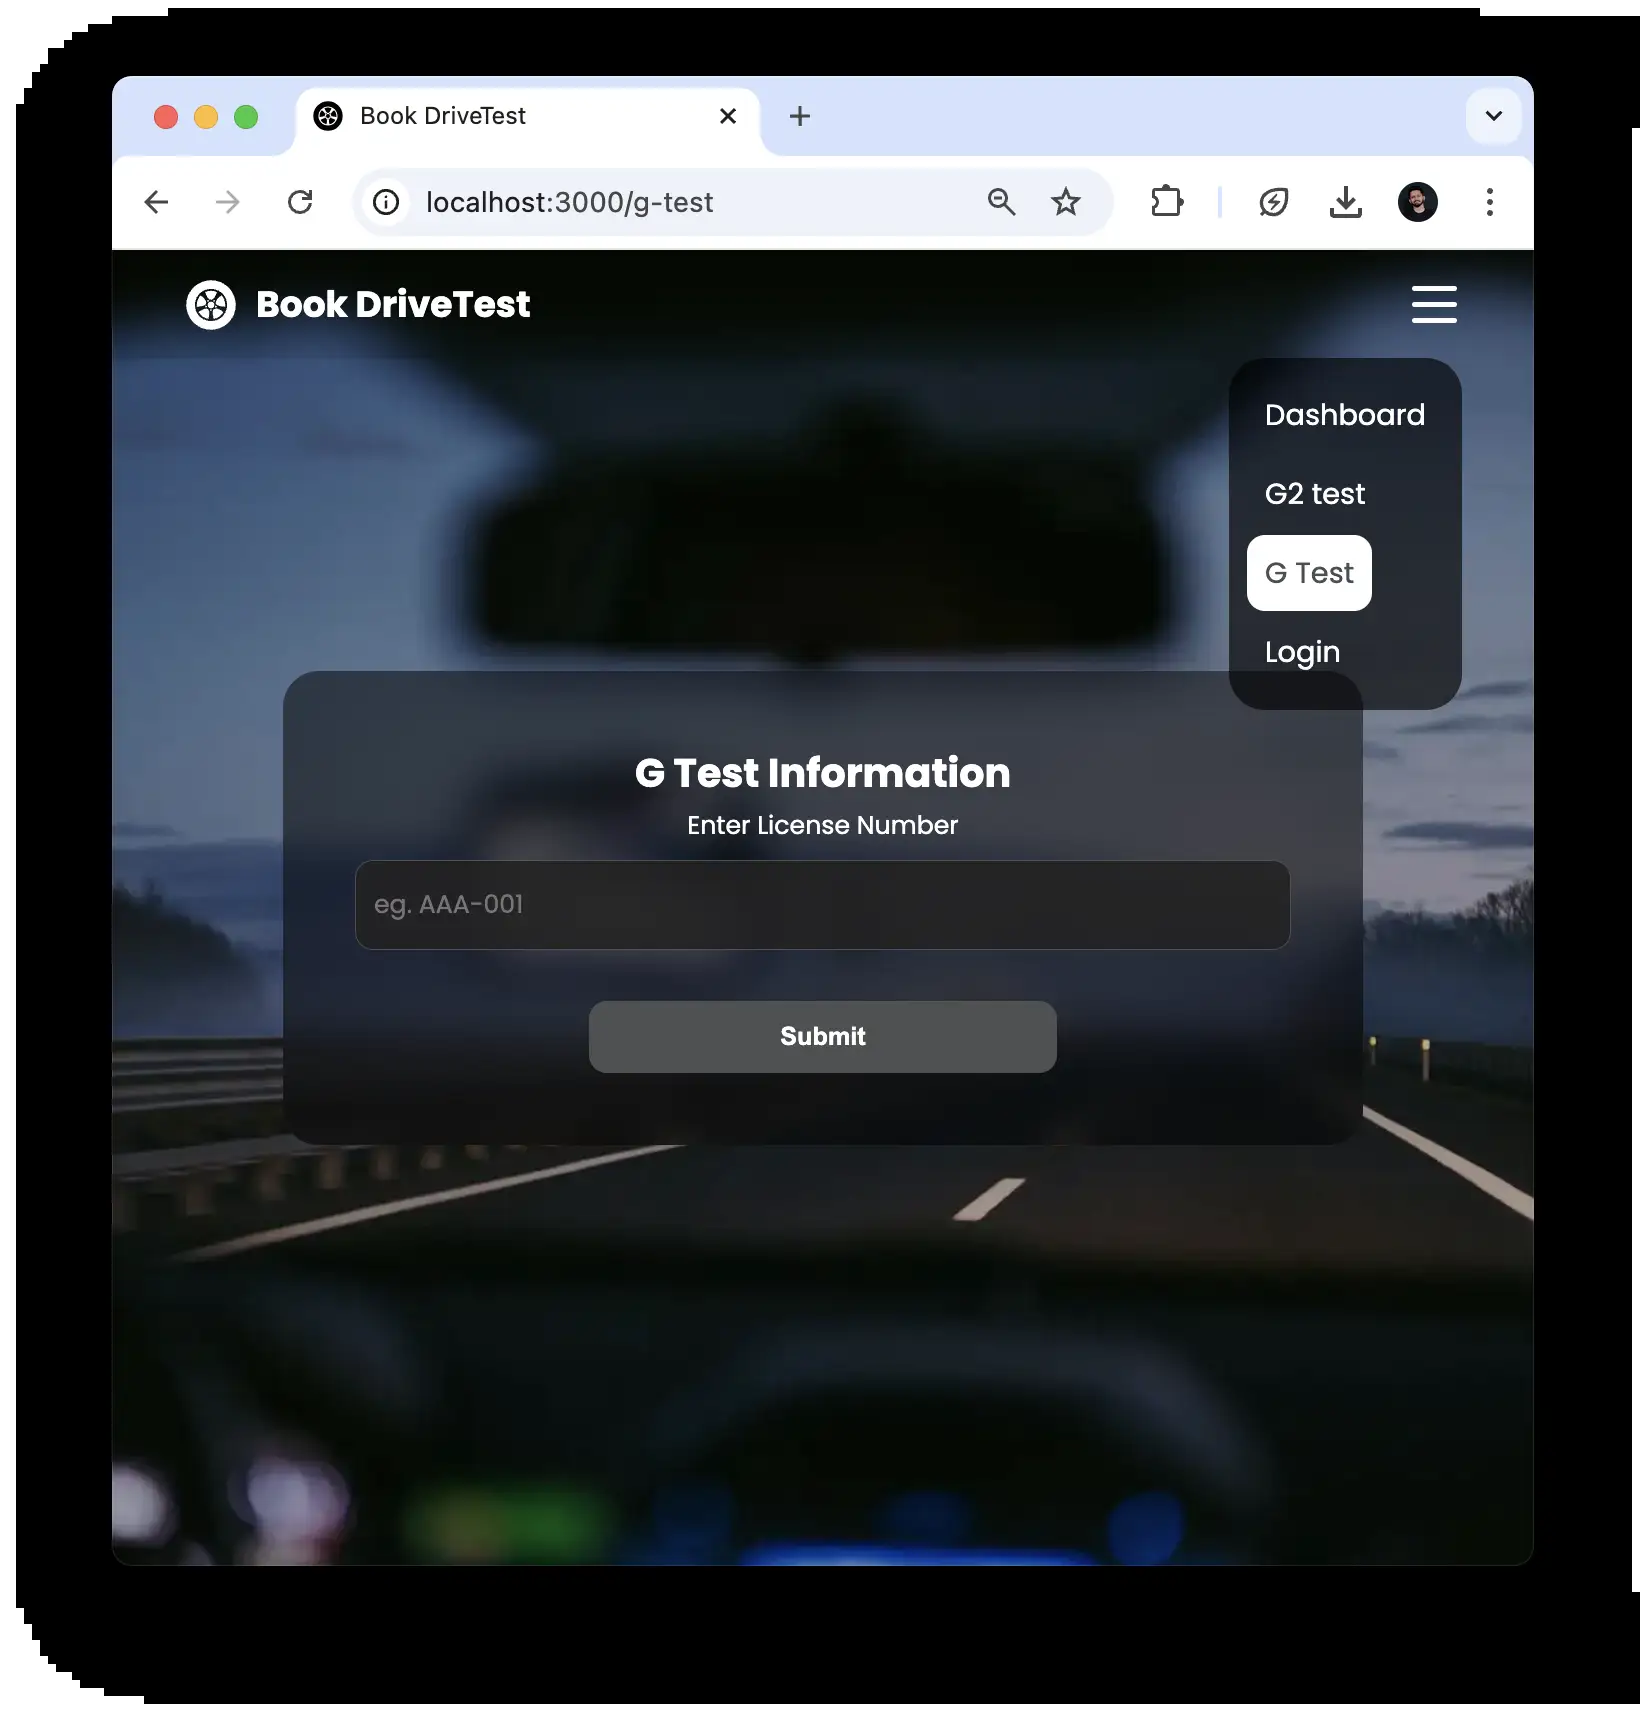 Book DriveTest
localhost:3000/g-test
Book DriveTest
Dashboard
G2 test
G Test
Login
G Test Information
Enter License Number
eg. AAA-001
Submit